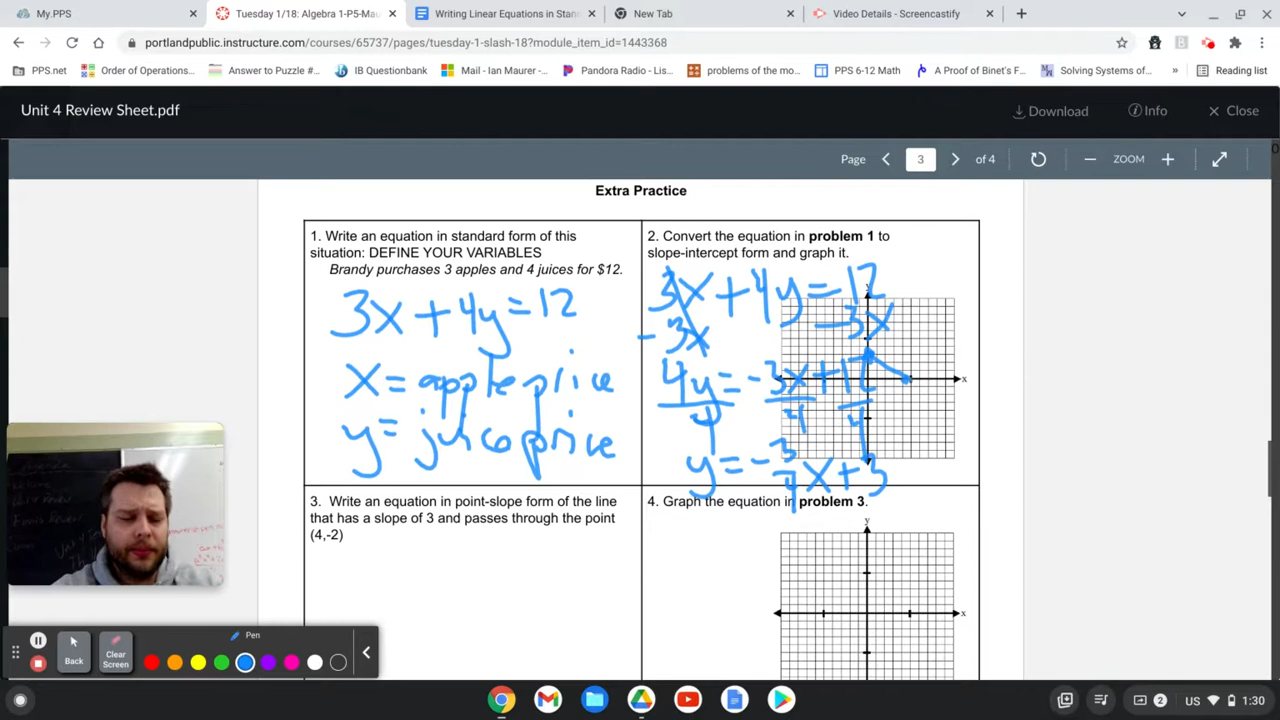 My.PPS
Tuesday 1/18: Algebra 1-P5-Mau
Writing Linear Equations in Stan
New Tab
Video Details - Screencastify
portlandpublic.instructure.com/courses/65737/pages/tuesday-1-slash-18?module_item_id=1443368
PPS.net
Order of Operations...
Answer to Puzzle #...
IB Questionbank
Mail - Ian Maurer -...
Pandora Radio - Lis...
problems of the mo...
PPS 6-12 Math
A Proof of Binet's F...
Solving Systems of...
»
Reading list
Unit 4 Review Sheet.pdf
Download
Info
Close
Page
3
of 4
ZOOM
Extra Practice
1. Write an equation in standard form of this
situation: DEFINE YOUR VARIABLES
Brandy purchases 3 apples and 4 juices for $12.
3x+4y=12
x= apple price
y= juice price
2. Convert the equation in problem 1 to
slope-intercept form and graph it.
3x+4y=12
-3x -3x
4y=-3x+12
4 4 4
y=-3/4x+3
y
x
3. Write an equation in point-slope form of the line
that has a slope of 3 and passes through the point
(4,-2)
4. Graph the equation in problem 3.
y
x
Pen
Back
Clear
Screen
US
2
1:30